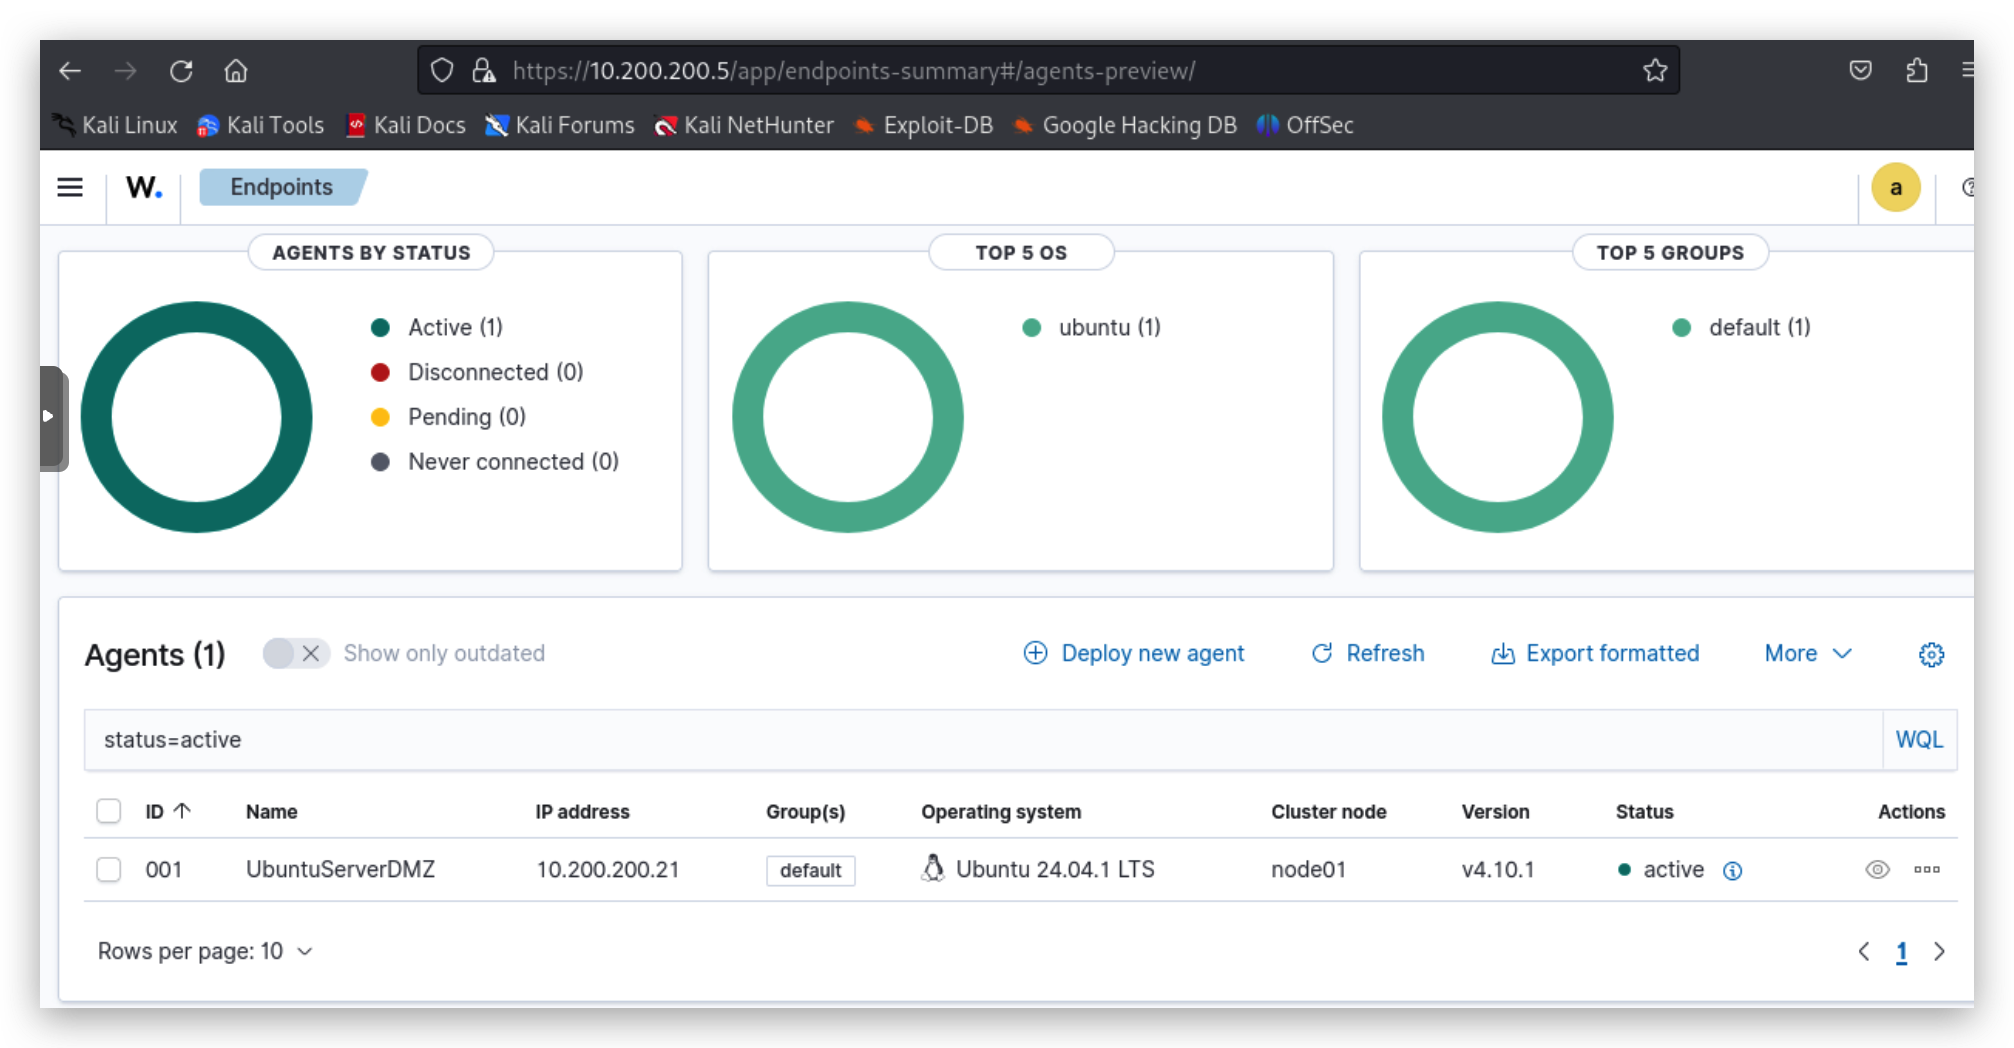 https://10.200.200.5/app/endpoints-summary#/agents-preview/
Kali Linux Kali Tools Kali Docs Kali Forums Kali NetHunter Exploit-DB Google Hacking DB OffSec
W. Endpoints a
AGENTS BY STATUS TOP 5 OS TOP 5 GROUPS
Active (1) ubuntu (1) default (1)
Disconnected (0)
Pending (0)
Never connected (0)
Agents (1) Show only outdated Deploy new agent Refresh Export formatted More
status=active WQL
ID Name IP address Group(s) Operating system Cluster node Version Status Actions
001 UbuntuServerDMZ 10.200.200.21 default Ubuntu 24.04.1 LTS node01 v4.10.1 active
Rows per page: 10 1